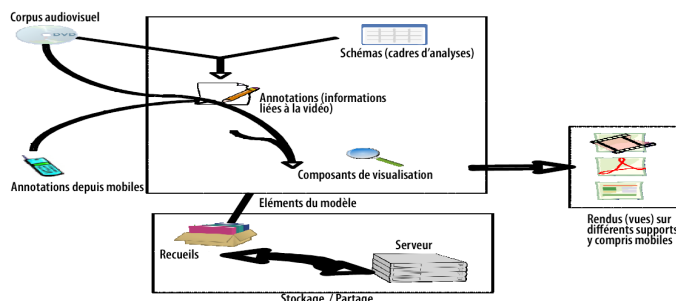 Corpus audiovisuel
DVD
Schémas (cadres d'analyses)
Annotations (informations
liées à la vidéo)
Annotations depuis mobiles
Composants de visualisation
Eléments du modèle
Rendus (vues) sur
différents supports
y compris mobiles
Recueils
Serveur
Stockage / Partage